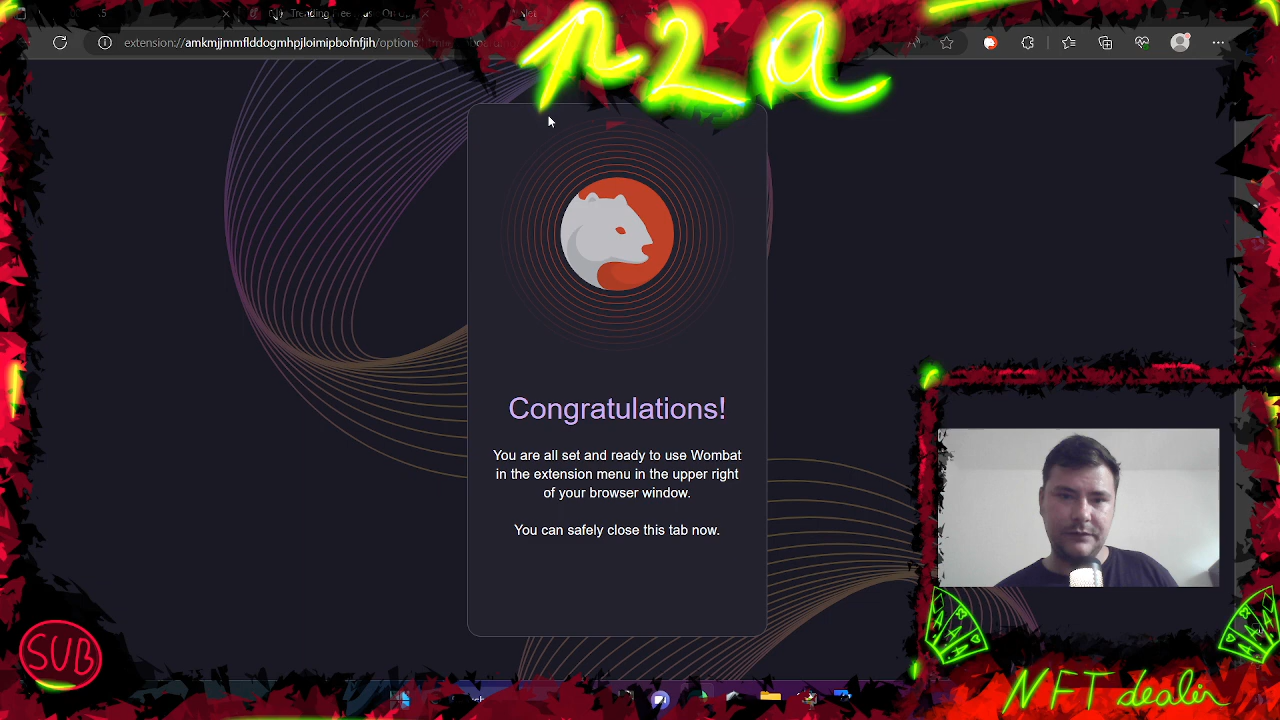 extension://amkmjjmmflddogmhpjloimipbofnfjih/options
n2a
Congratulations!
You are all set and ready to use Wombat
in the extension menu in the upper right
of your browser window.
You can safely close this tab now.
SUB
NFT dealer